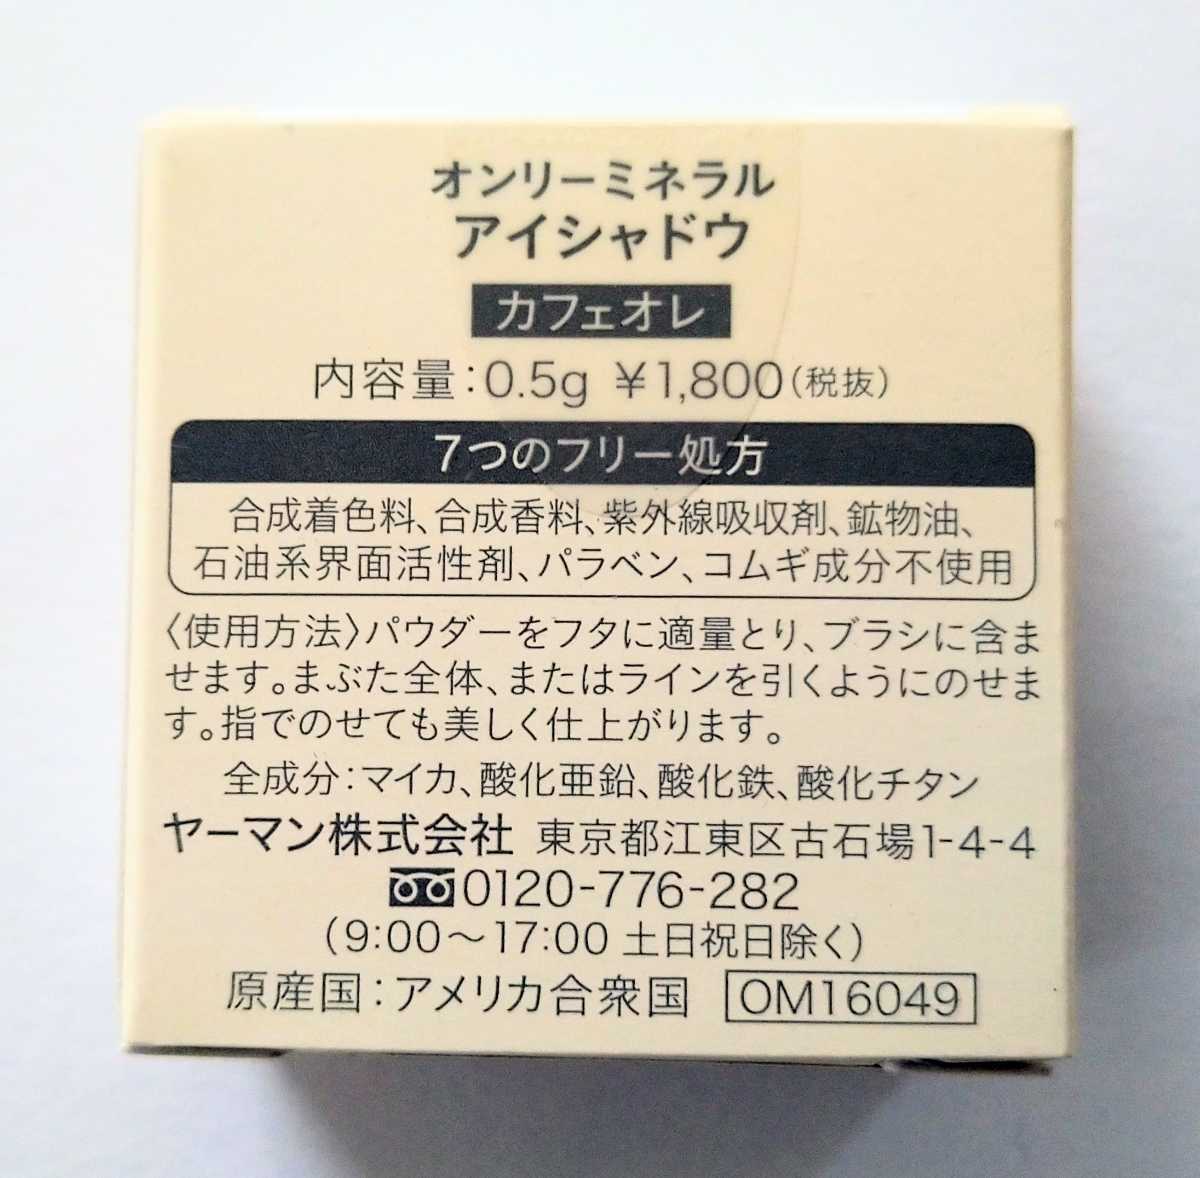 オンリーミネラル
アイシャドウ
カフェオレ
内容量：0.5g ¥1,800（税抜）
7つのフリー処方
合成着色料、合成香料、紫外線吸収剤、鉱物油、
石油系界面活性剤、パラベン、コムギ成分不使用
〈使用方法〉パウダーをフタに適量とり、ブラシに含ま
せます。まぶた全体、またはラインを引くようにのせま
す。指でのせても美しく仕上がります。
全成分：マイカ、酸化亜鉛、酸化鉄、酸化チタン
ヤーマン株式会社 東京都江東区古石場1-4-4
0120-776-282
（9:00～17:00 土日祝日除く）
原産国：アメリカ合衆国 OM16049